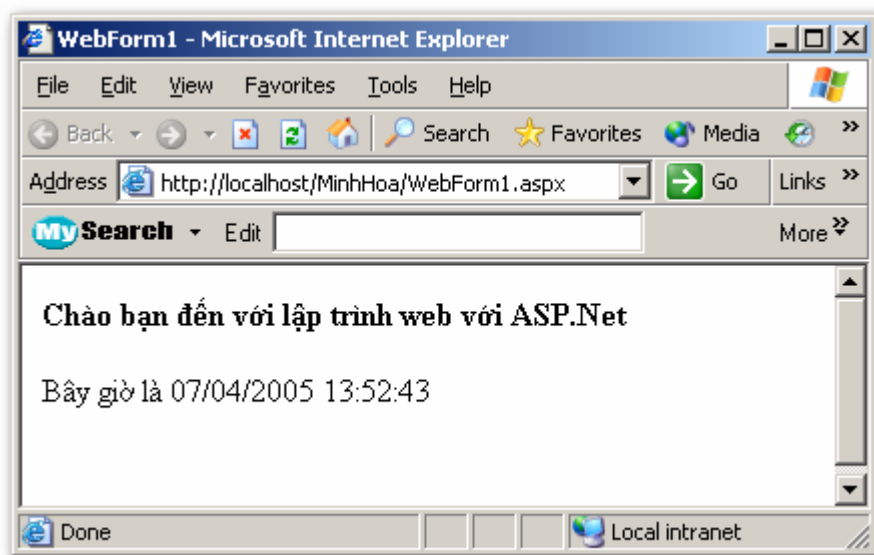 WebForm1 - Microsoft Internet Explorer
File Edit View Favorites Tools Help
Back Search Favorites Media »
Address http://localhost/MinhHoa/WebForm1.aspx Go Links »
My Search Edit More »
Chào bạn đến với lập trình web với ASP.Net
Bây giờ là 07/04/2005 13:52:43
Done Local intranet